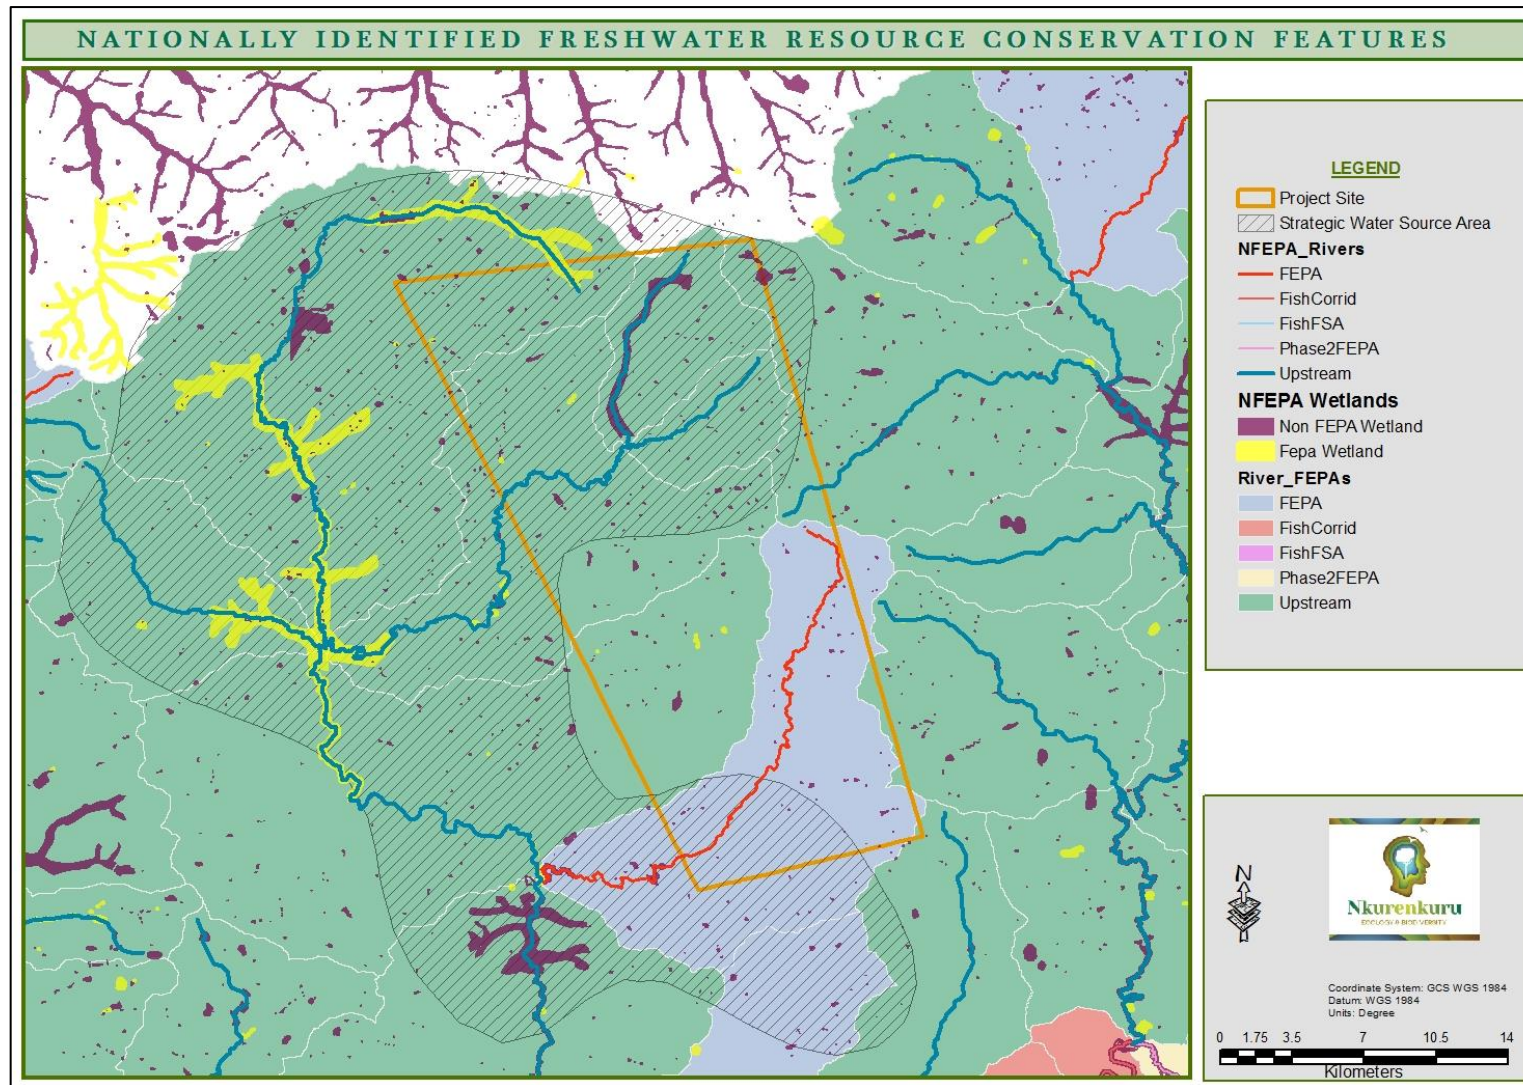 NATIONALLY IDENTIFIED FRESHWATER RESOURCE CONSERVATION FEATURES
LEGEND
Project Site
Strategic Water Source Area
NFEPA_Rivers
FEPA
FishCorrid
FishFSA
Phase2FEPA
Upstream
NFEPA Wetlands
Non FEPA Wetland
Fepa Wetland
River_FEPAs
FEPA
FishCorrid
FishFSA
Phase2FEPA
Upstream
N
Nkurenkuru
ECOLOGY & BIODIVERSITY
Coordinate System: GCS WGS 1984
Datum: WGS 1984
Units: Degree
0 1.75 3.5 7 10.5 14
Kilometers